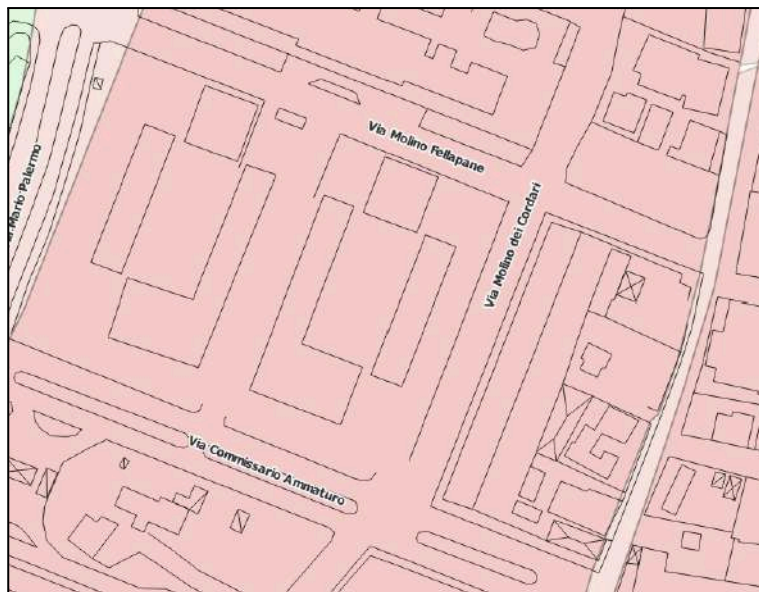 Via Molino Fellapane
Mario Palermo
Via Molino dei Cordari
Via Commissario Ammaturo